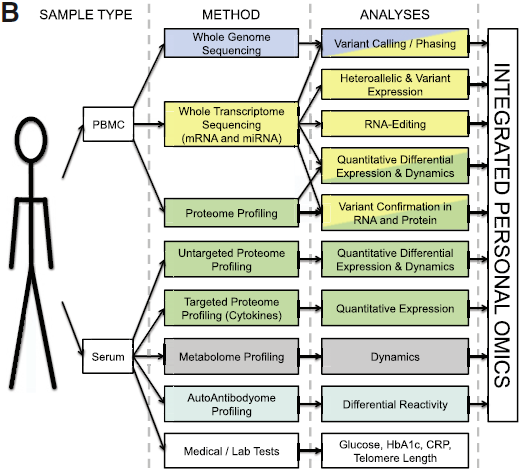 B
SAMPLE TYPE
METHOD
ANALYSES
PBMC
Serum
Whole Genome
Sequencing
Whole Transcriptome
Sequencing
(mRNA and miRNA)
Proteome Profiling
Untargeted Proteome
Profiling
Targeted Proteome
Profiling (Cytokines)
Metabolome Profiling
AutoAntibodyome
Profiling
Medical / Lab Tests
Variant Calling / Phasing
Heteroallelic & Variant
Expression
RNA-Editing
Quantitative Differential
Expression & Dynamics
Variant Confirmation in
RNA and Protein
Quantitative Differential
Expression & Dynamics
Quantitative Expression
Dynamics
Differential Reactivity
Glucose, HbA1c, CRP,
Telomere Length
INTEGRATED PERSONAL OMICS